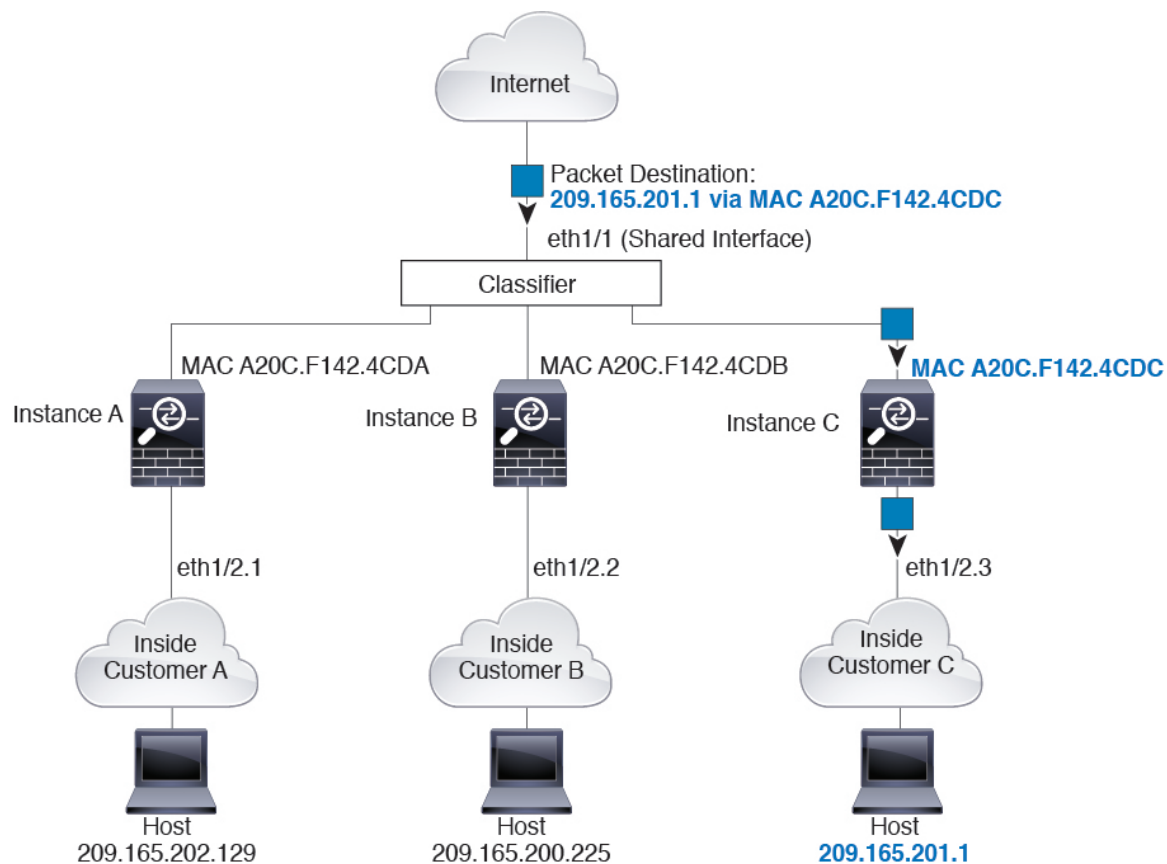 Internet
Packet Destination:
209.165.201.1 via MAC A20C.F142.4CDC
eth1/1 (Shared Interface)
Classifier
MAC A20C.F142.4CDA
MAC A20C.F142.4CDB
MAC A20C.F142.4CDC
Instance A
Instance B
Instance C
eth1/2.1
eth1/2.2
eth1/2.3
Inside
Customer A
Inside
Customer B
Inside
Customer C
Host
209.165.202.129
Host
209.165.200.225
Host
209.165.201.1